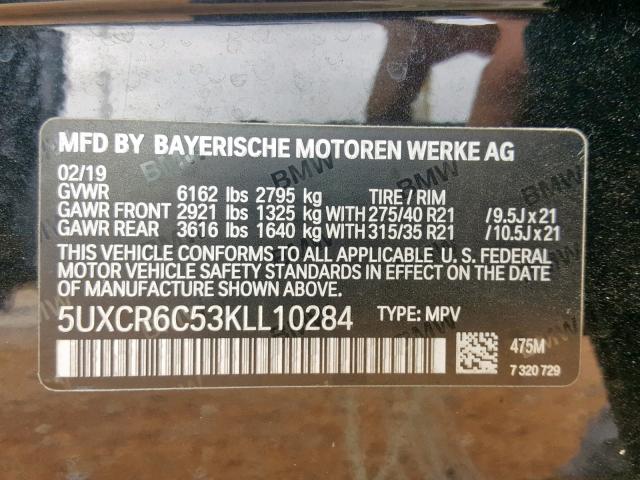 MFD BY BAYERISCHE MOTOREN WERKE AG
02/19
GVWR 6162 lbs 2795 kg TIRE / RIM
GAWR FRONT 2921 lbs 1325 kg WITH 275/40 R21 / 9.5J x 21
GAWR REAR 3616 lbs 1640 kg WITH 315/35 R21 / 10.5J x 21
THIS VEHICLE CONFORMS TO ALL APPLICABLE U. S. FEDERAL
MOTOR VEHICLE SAFETY STANDARDS IN EFFECT ON THE DATE
OF MANUFACTURE SHOWN ABOVE.
5UXCR6C53KLL10284 TYPE: MPV
475M
7 320 729